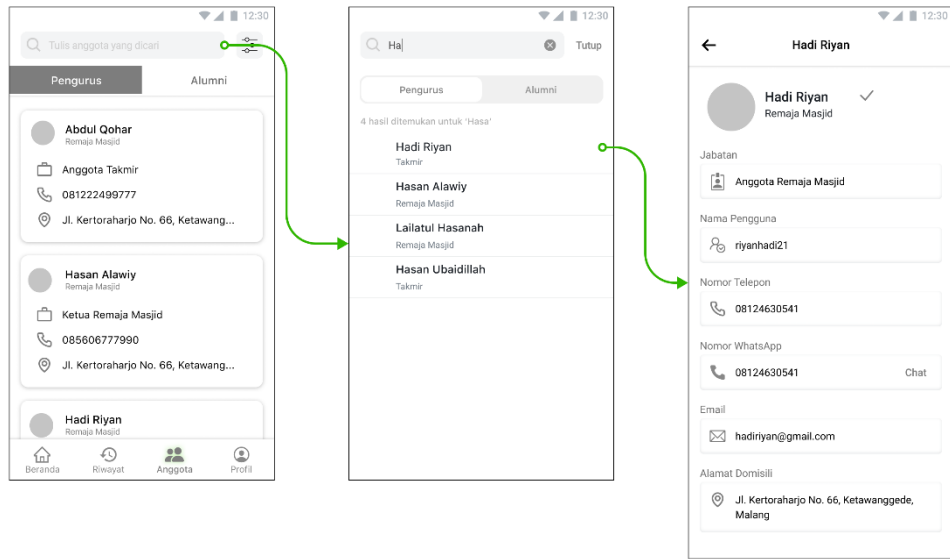 12:30
Tulis anggota yang dicari
Pengurus
Alumni
Abdul Qohar
Remaja Masjid
Anggota Takmir
081222499777
Jl. Kertoraharjo No. 66, Ketawang...
Hasan Alawiy
Remaja Masjid
Ketua Remaja Masjid
085606777990
Jl. Kertoraharjo No. 66, Ketawang...
Hadi Riyan
Remaja Masjid
Beranda
Riwayat
Anggota
Profil
12:30
Ha
Tutup
Pengurus
Alumni
4 hasil ditemukan untuk 'Hasa'
Hadi Riyan
Takmir
Hasan Alawiy
Remaja Masjid
Lailatul Hasanah
Remaja Masjid
Hasan Ubaidillah
Takmir
12:30
Hadi Riyan
Hadi Riyan
Remaja Masjid
Jabatan
Anggota Remaja Masjid
Nama Pengguna
riyanhadi21
Nomor Telepon
08124630541
Nomor WhatsApp
08124630541
Chat
Email
hadiriyan@gmail.com
Alamat Domisili
Jl. Kertoraharjo No. 66, Ketawanggede,
Malang